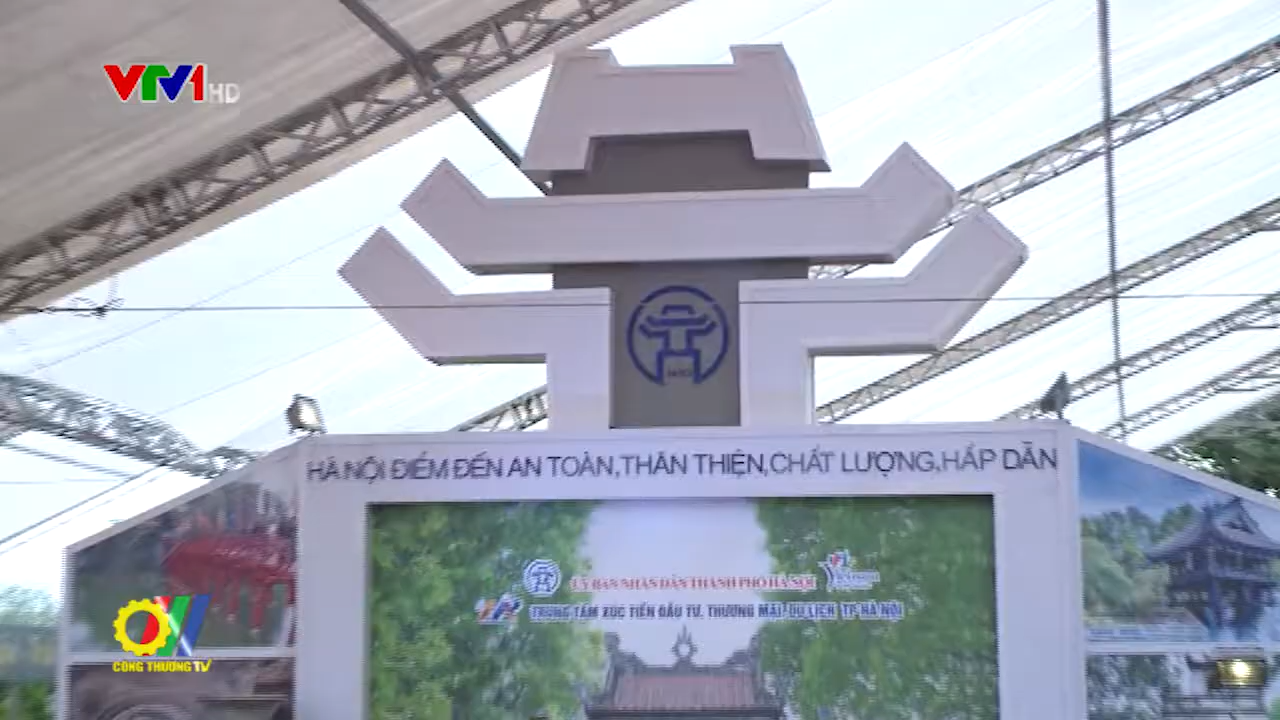 VTV1 HD
HÀ NỘI ĐIỂM ĐẾN AN TOÀN,THÂN THIỆN,CHẤT LƯỢNG,HẤP DẪN
ỦY BAN NHÂN DÂN THÀNH PHỐ HÀ NỘI
TRUNG TÂM XÚC TIẾN ĐẦU TƯ, THƯƠNG MẠI, DU LỊCH TP HÀ NỘI
CÔNG THƯƠNG TV